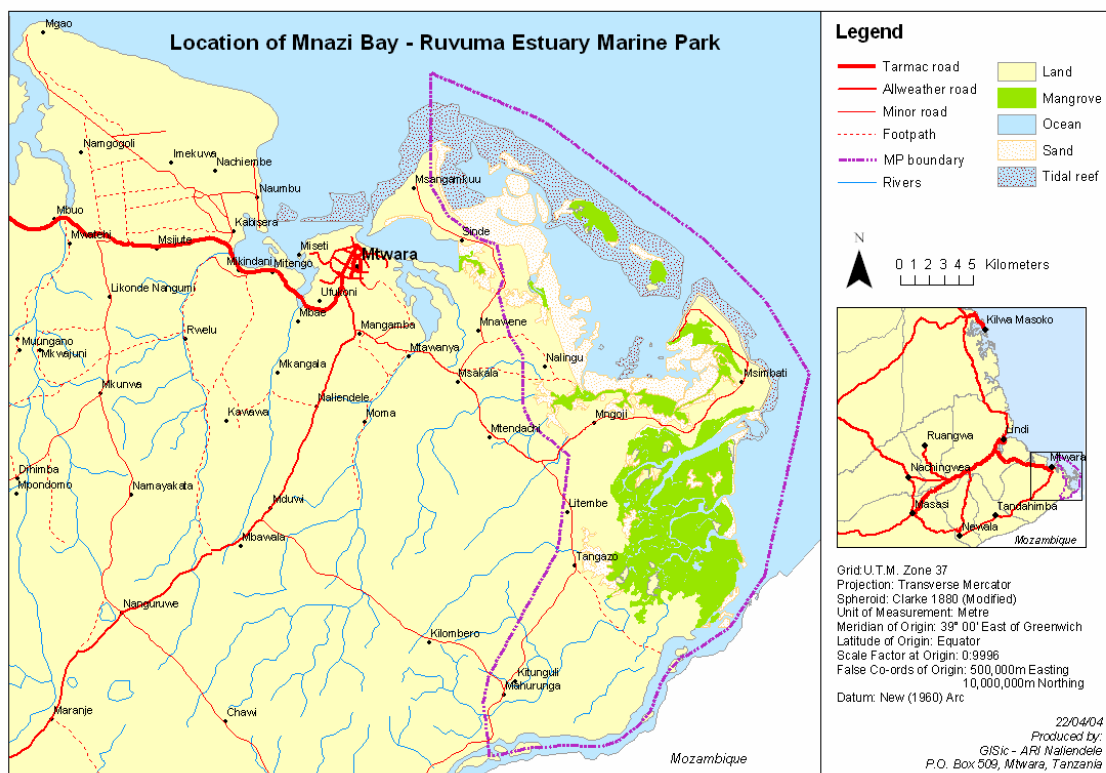 Location of Mnazi Bay - Ruvuma Estuary Marine Park
Mgao
Namgogoli
Imekuwa
Nachiembe
Naumbu
Msangamkuu
Mbuo
Mwatehi
Msijute
Kabisera
Miseti
Sinde
Mtwara
Mikindani
Mitengo
Likonde Nangumi
Ufukoni
Mbae
Rwelu
Mangamba
Mnawene
Muungano
Mkwajuni
Mtawanya
Nalingu
Mkangala
Msakala
Msimbati
Mkunwa
Naliendele
Kawawa
Moma
Mngoji
Mtendachi
Dihimba
Mbondomo
Namayakata
Mduwi
Litembe
Mbawala
Tangazo
Nanguruwe
Kilombero
Kitunguli
Mahurunga
Maranje
Chawi
Mozambique
Legend
Tarmac road
Allweather road
Minor road
Footpath
MP boundary
Rivers
Land
Mangrove
Ocean
Sand
Tidal reef
N
0 1 2 3 4 5 Kilometers
Kilwa Masoko
Lindi
Ruangwa
Mtwara
Nachingwea
Masasi
Tandahimba
Newala
Mozambique
Grid:U.T.M. Zone 37
Projection: Transverse Mercator
Spheroid: Clarke 1880 (Modified)
Unit of Measurement: Metre
Meridian of Origin: 39° 00' East of Greenwich
Latitude of Origin: Equator
Scale Factor at Origin: 0:9996
False Co-ords of Origin: 500,000m Easting
10,000,000m Northing
Datum: New (1960) Arc
22/04/04
Produced by:
GISic - ARI Naliendele
P.O. Box 509, Mtwara, Tanzania